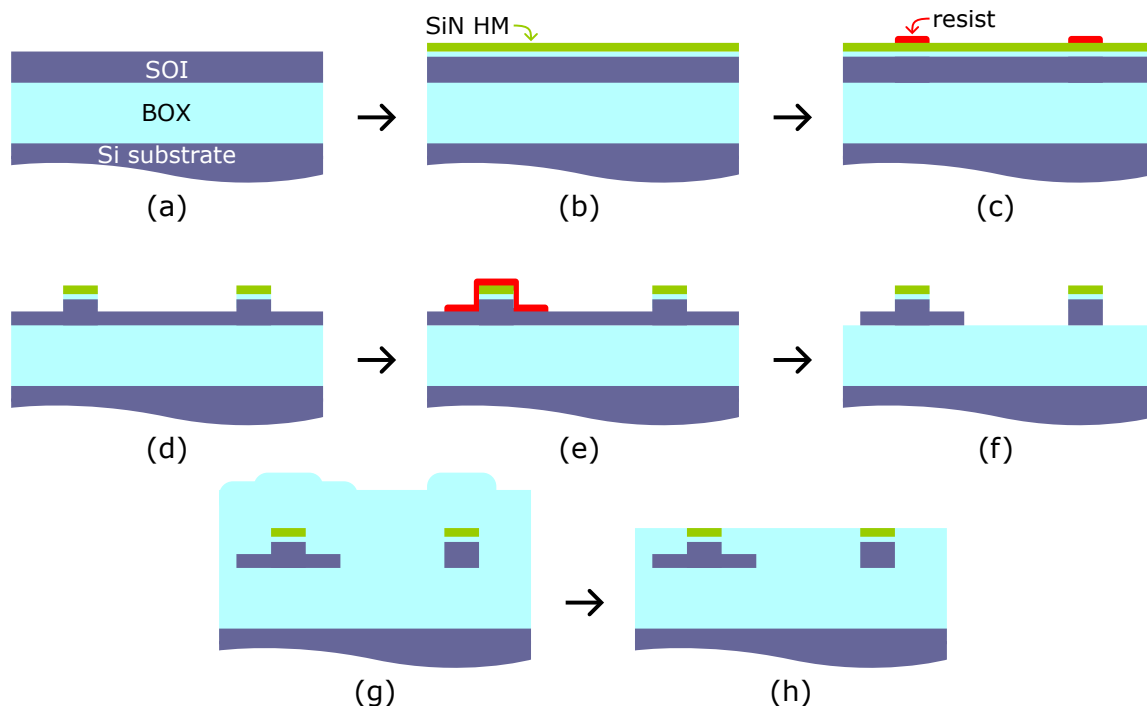 SiN HM
resist
SOI
BOX
Si substrate
(a)
(b)
(c)
(d)
(e)
(f)
(g)
(h)